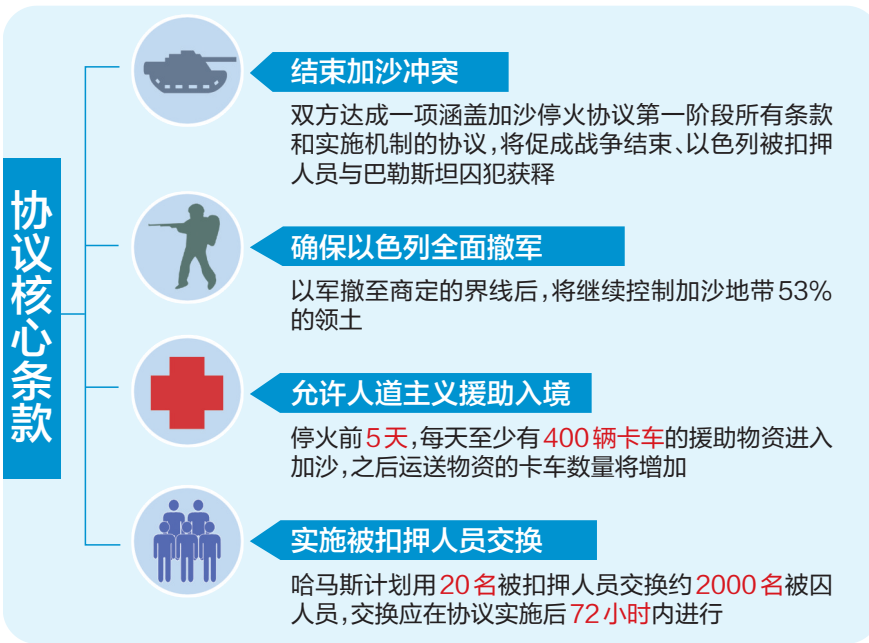 协议核心条款
结束加沙冲突
双方达成一项涵盖加沙停火协议第一阶段所有条款
和实施机制的协议,将促成战争结束、以色列被扣押
人员与巴勒斯坦囚犯获释
确保以色列全面撤军
以军撤至商定的界线后,将继续控制加沙地带53%
的领土
允许人道主义援助入境
停火前5天,每天至少有400辆卡车的援助物资进入
加沙,之后运送物资的卡车数量将增加
实施被扣押人员交换
哈马斯计划用20名被扣押人员交换约2000名被囚
人员,交换应在协议实施后72小时内进行